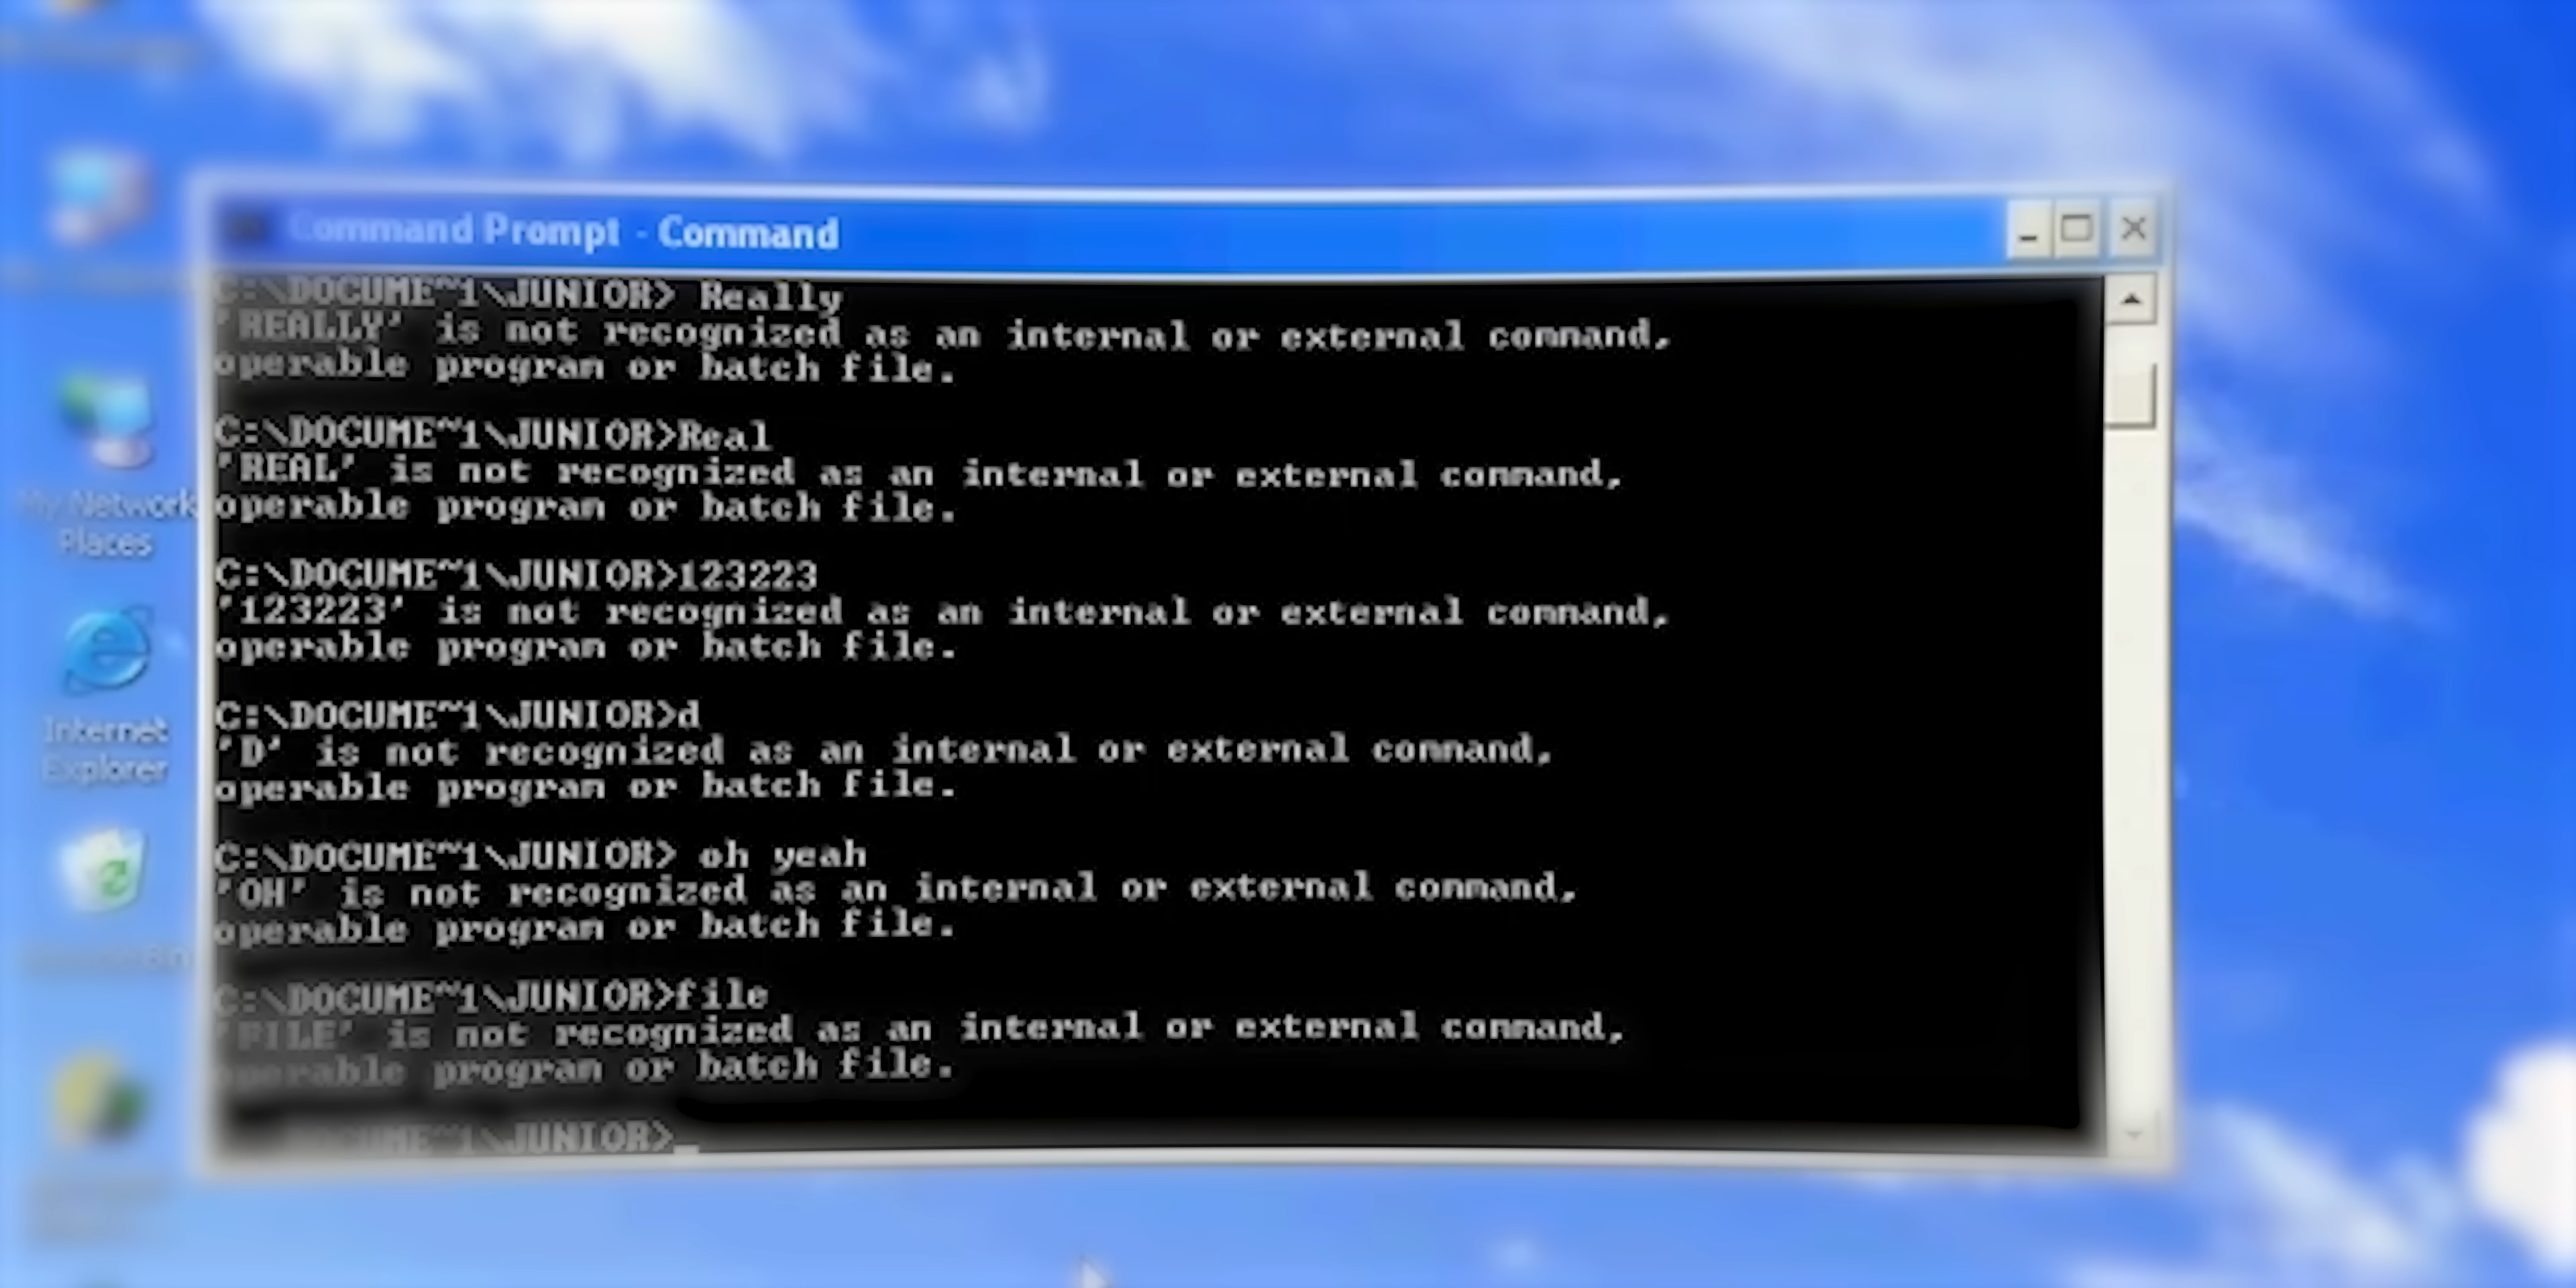 Command Prompt - Command
C:\DOCUME~1\JUNIOR> Really
'REALLY' is not recognized as an internal or external command,
operable program or batch file.
C:\DOCUME~1\JUNIOR>Real
'REAL' is not recognized as an internal or external command,
operable program or batch file.
C:\DOCUME~1\JUNIOR>123223
'123223' is not recognized as an internal or external command,
operable program or batch file.
C:\DOCUME~1\JUNIOR>d
'D' is not recognized as an internal or external command,
operable program or batch file.
C:\DOCUME~1\JUNIOR> oh yeah
'OH' is not recognized as an internal or external command,
operable program or batch file.
C:\DOCUME~1\JUNIOR>file
'FILE' is not recognized as an internal or external command,
operable program or batch file.
DOCUME~1\JUNIOR>_
My Network
Places
Internet
Explorer